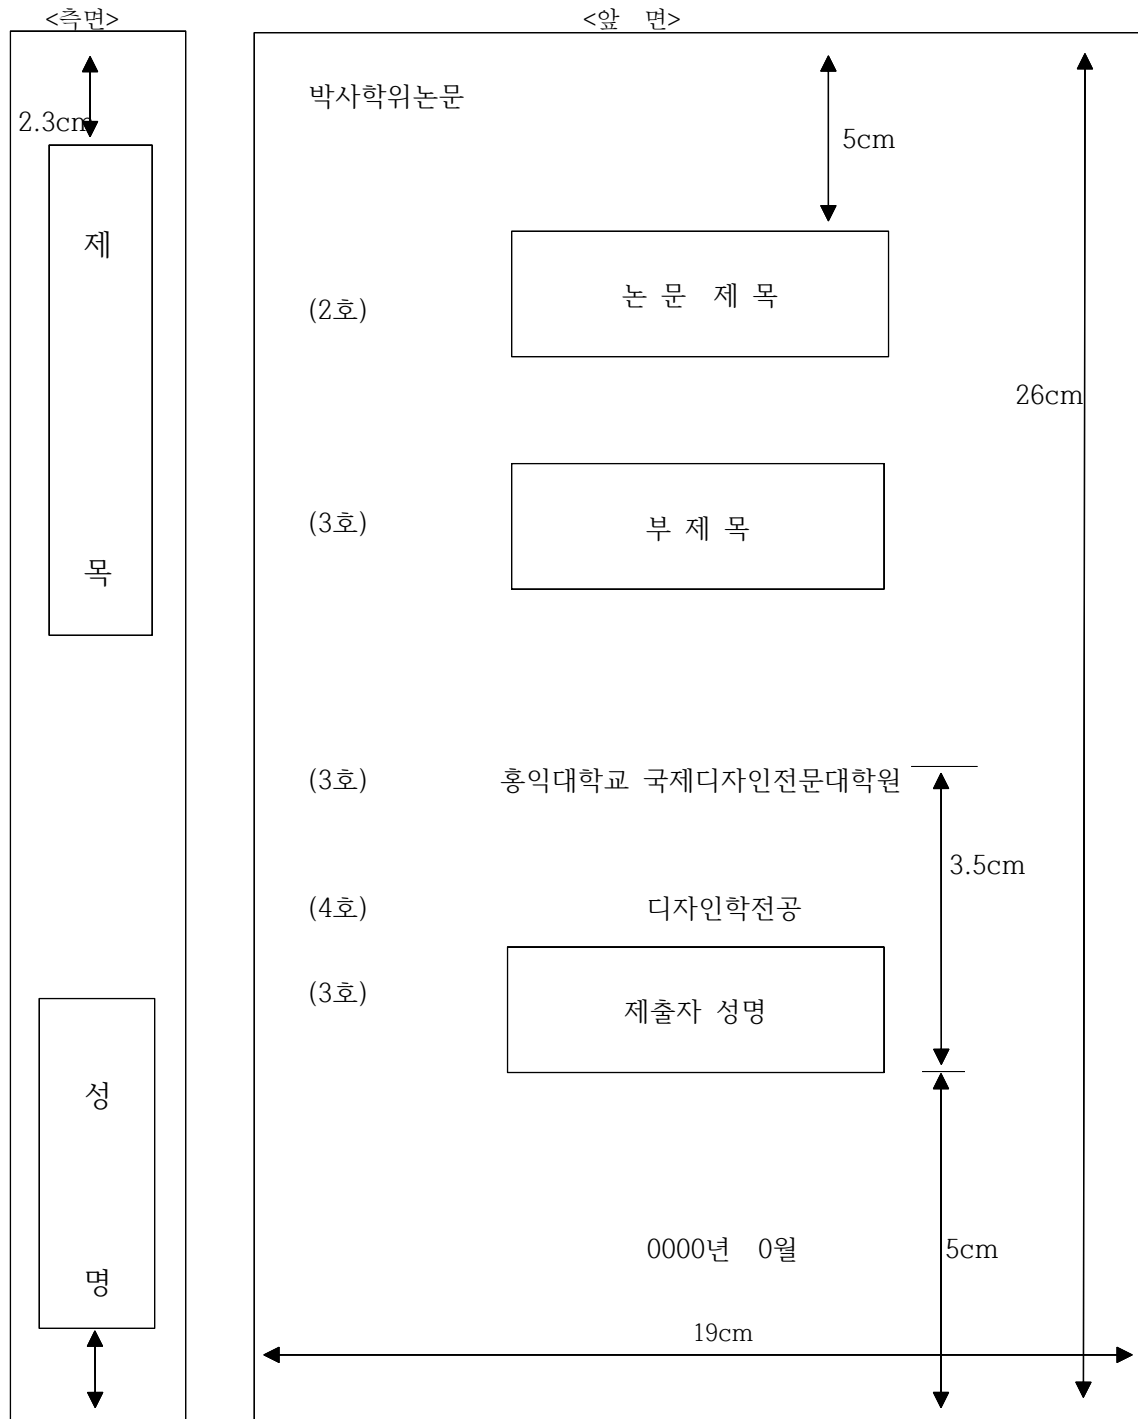 <측면>
2.3cm
제
목
성
명
<앞 면>
박사학위논문
5cm
(2호)
논 문 제 목
26cm
(3호)
부 제 목
(3호)
홍익대학교 국제디자인전문대학원
3.5cm
(4호)
디자인학전공
(3호)
제출자 성명
0000년 0월
5cm
19cm